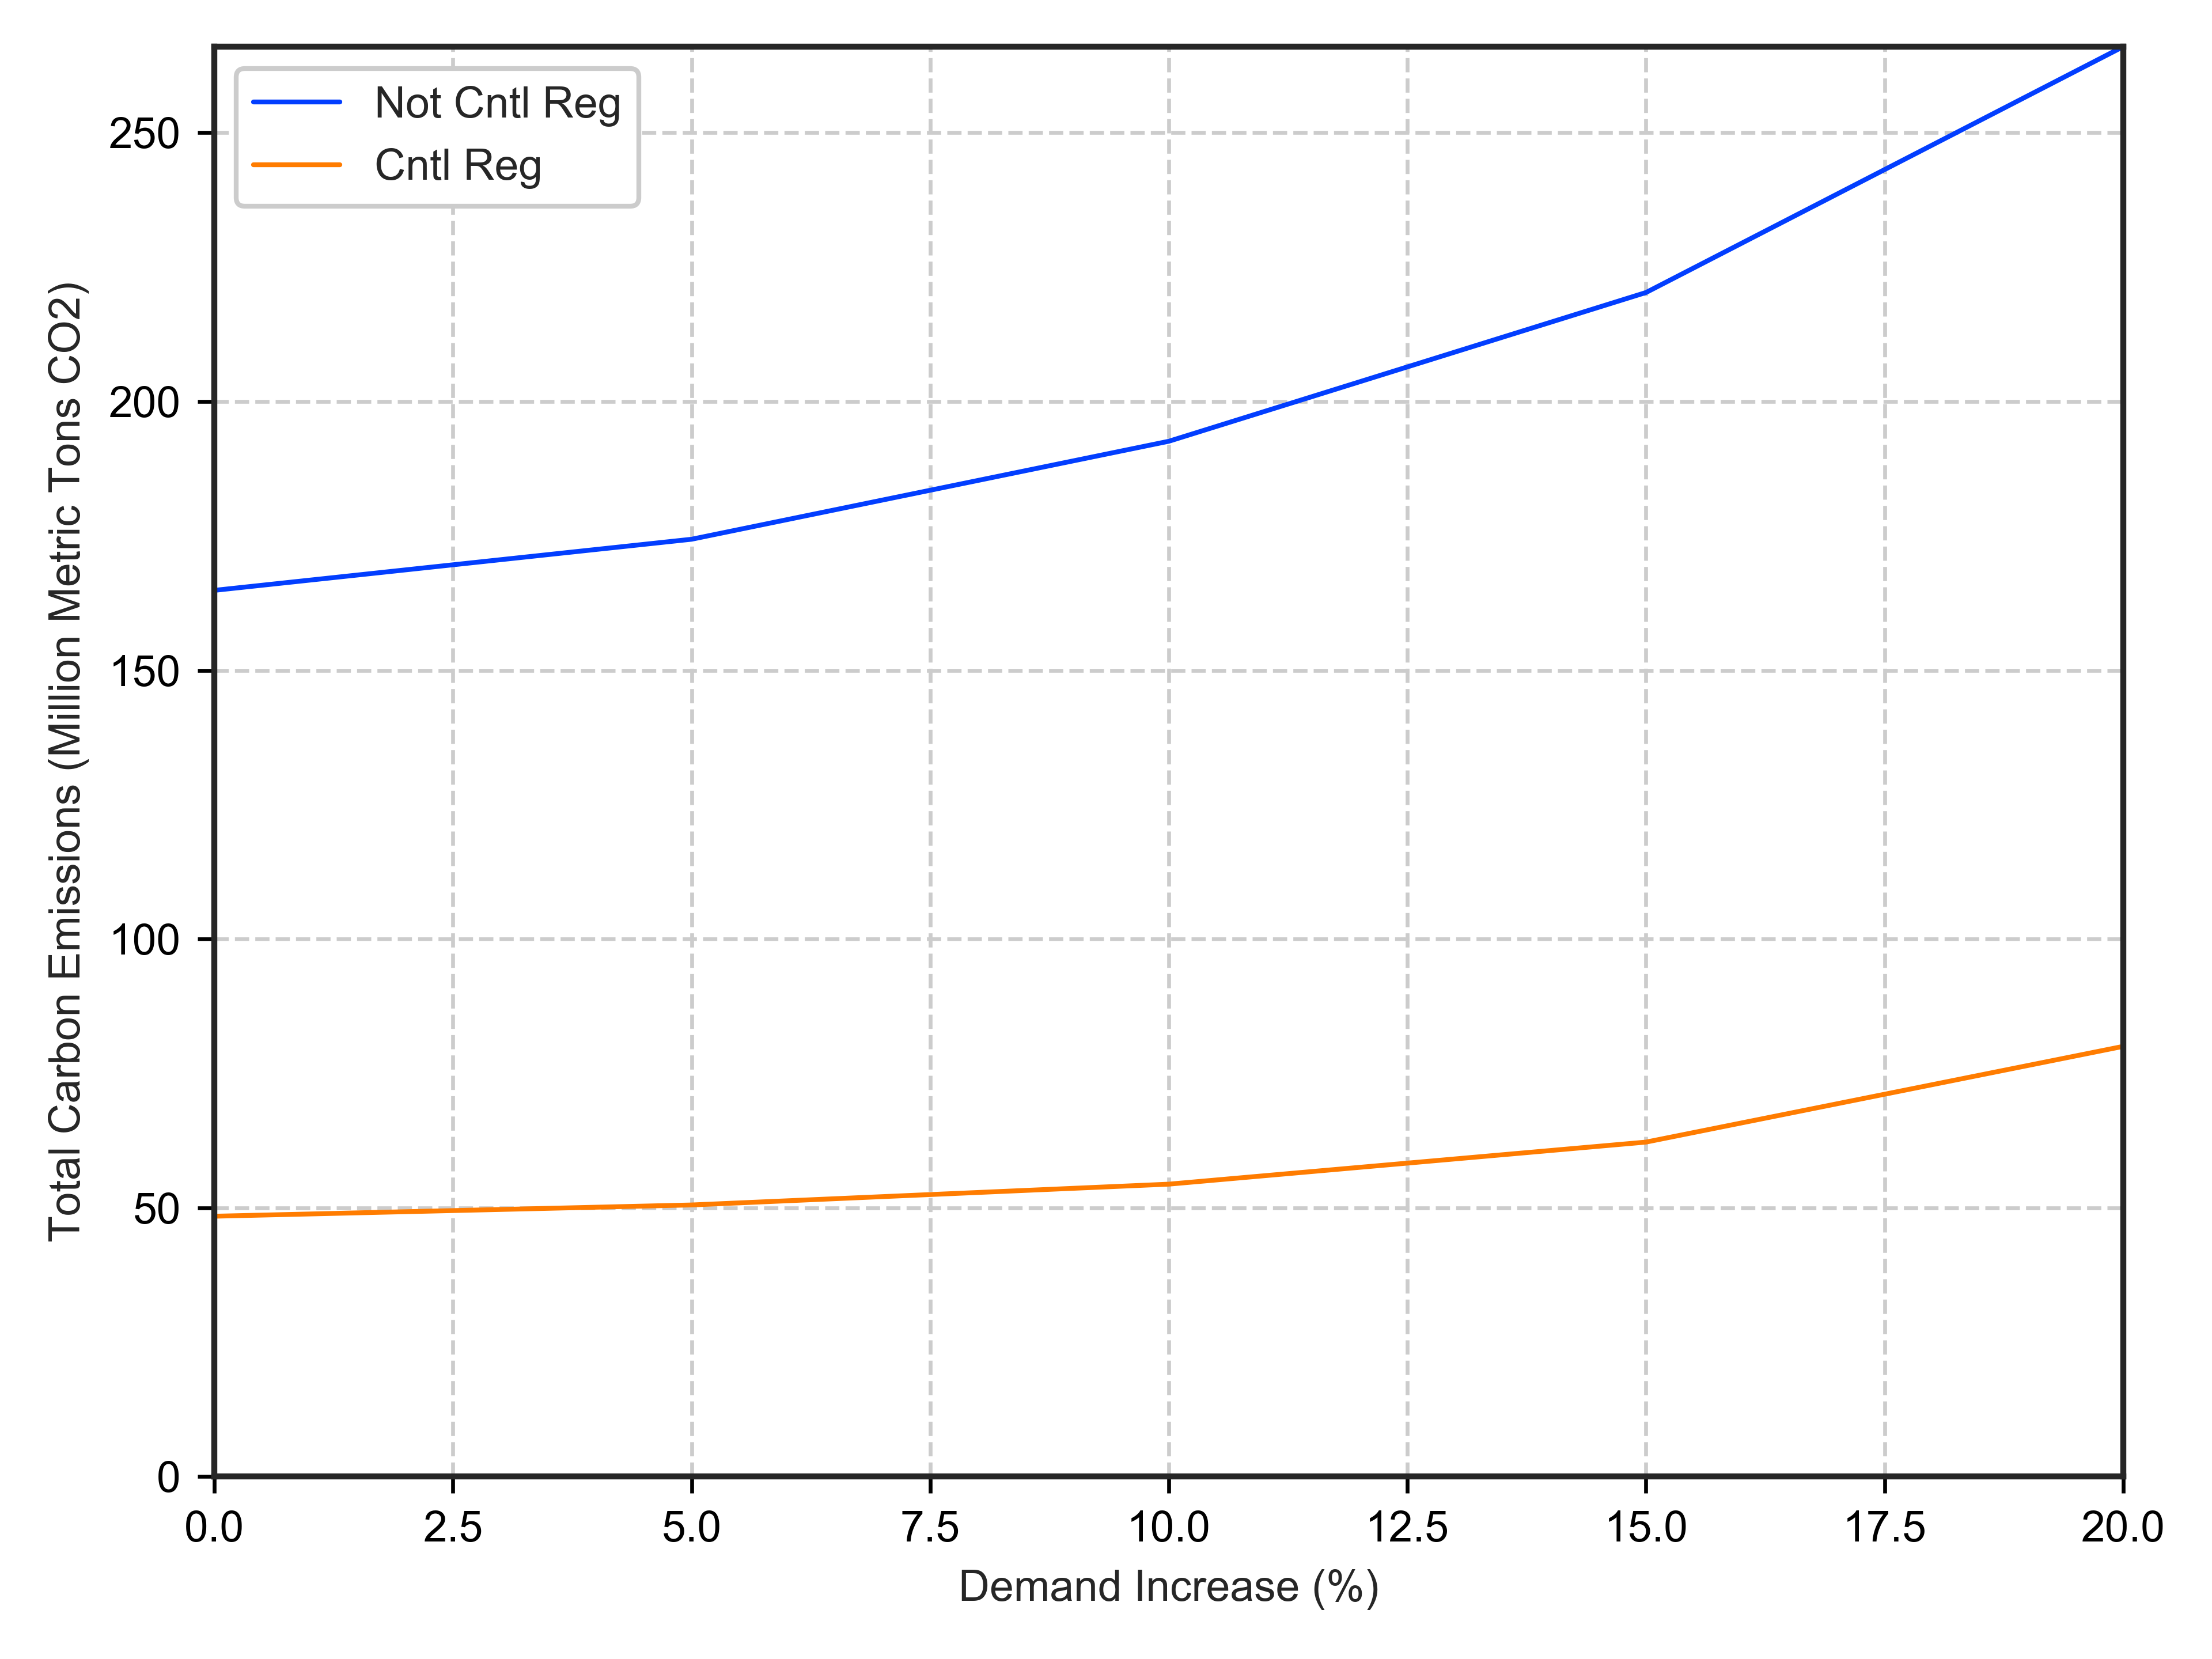 Not Cntl Reg
Cntl Reg
250
200
150
100
50
0
Total Carbon Emissions (Million Metric Tons CO2)
0.0 2.5 5.0 7.5 10.0 12.5 15.0 17.5 20.0
Demand Increase (%)